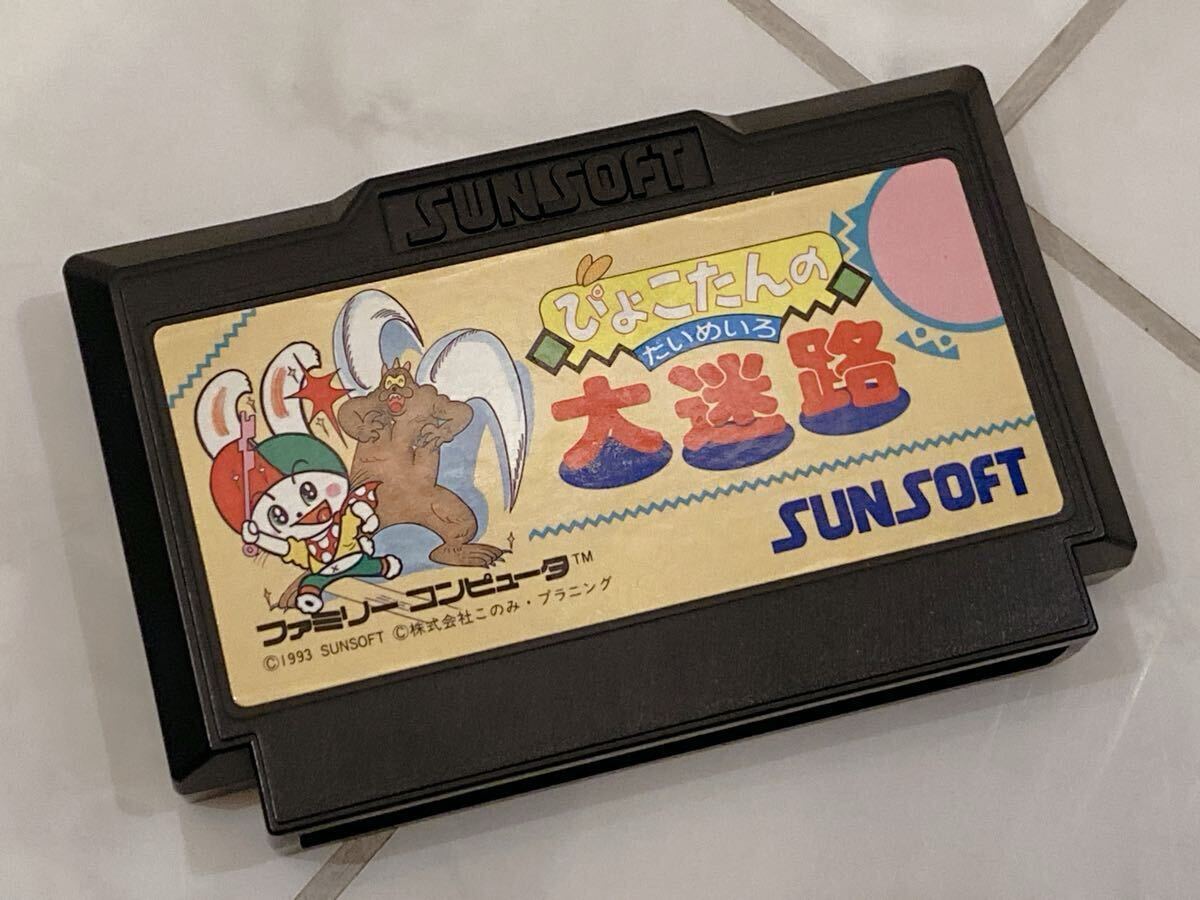 SUNSOFT
ぴょこたんの
だいめいろ
大迷路
SUNSOFT
ファミリーコンピュータ™
©1993 SUNSOFT ©株式会社このみ・プラニング